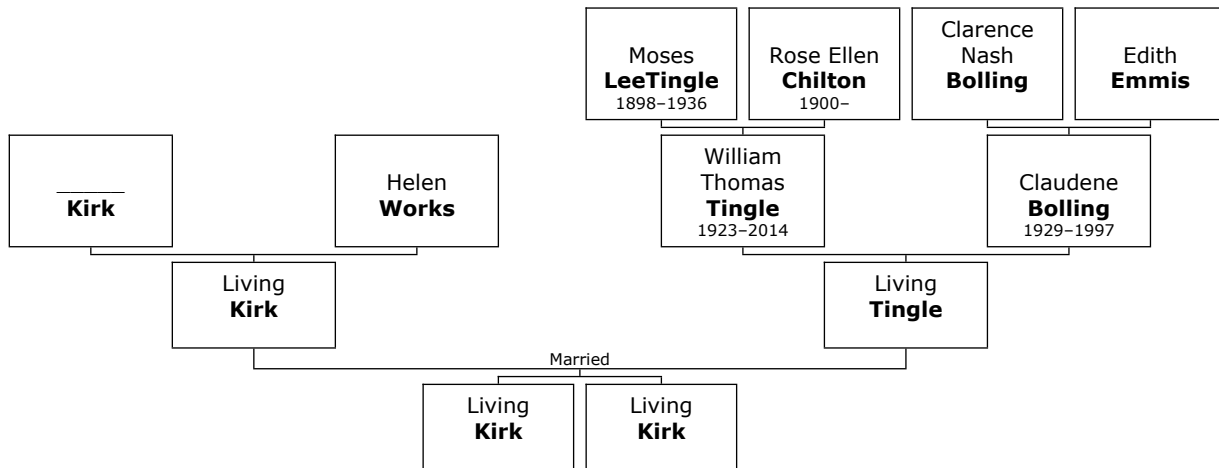 Moses
LeeTingle
1898–1936
Rose Ellen
Chilton
1900–
Clarence
Nash
Bolling
Edith
Emmis
______
Kirk
Helen
Works
William
Thomas
Tingle
1923–2014
Claudene
Bolling
1929–1997
Living
Kirk
Living
Tingle
Married
Living
Kirk
Living
Kirk